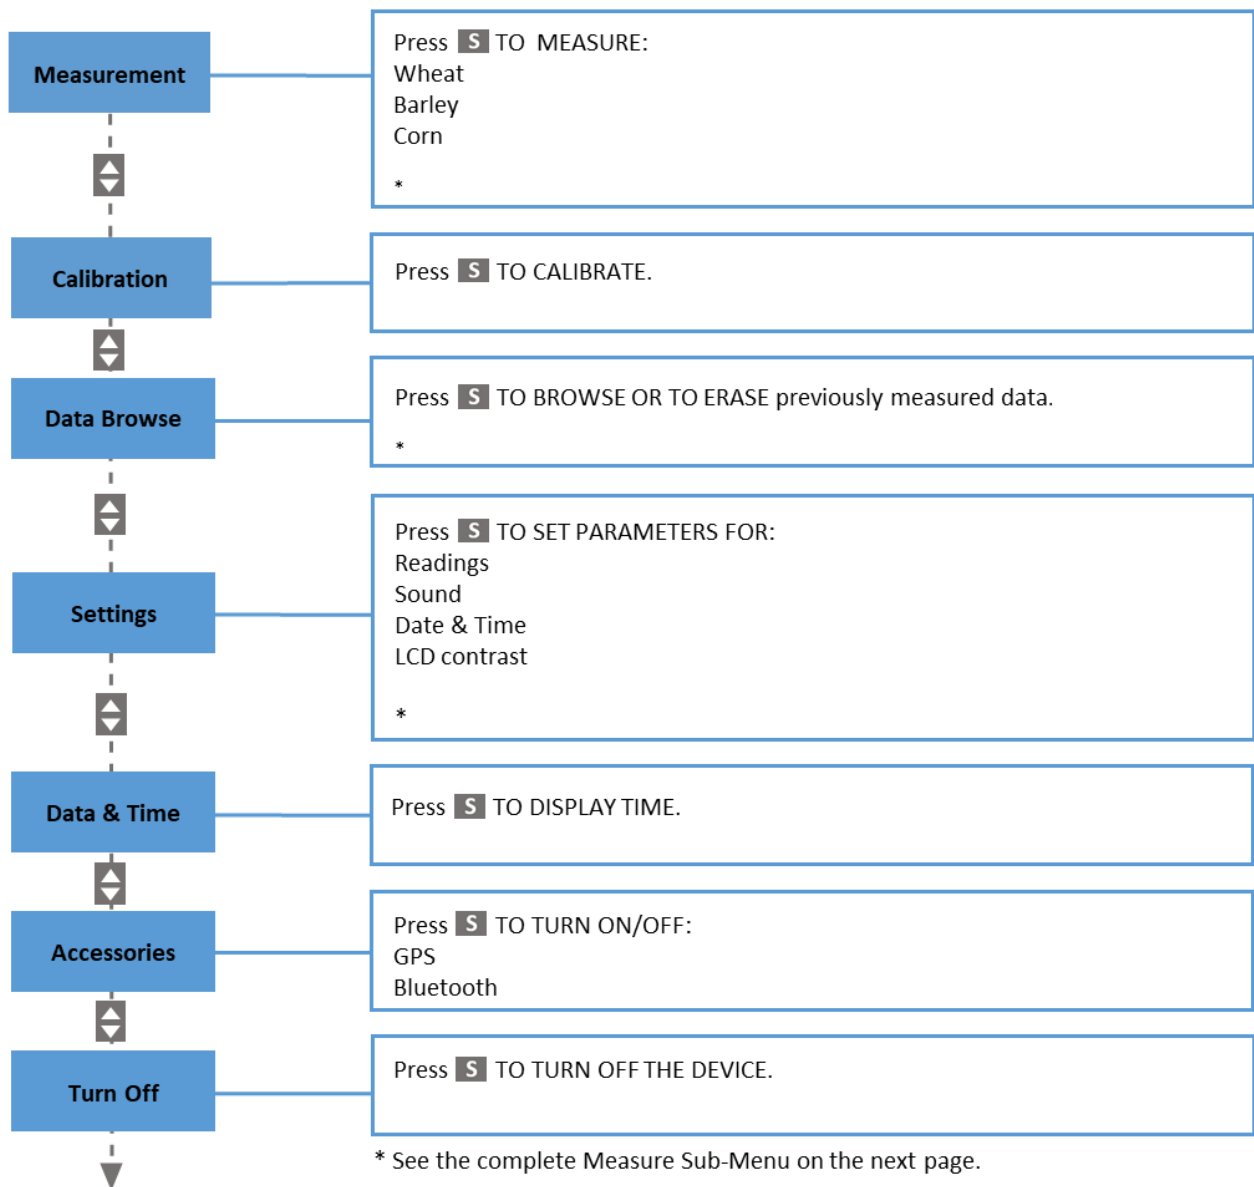 Measurement
Press S TO MEASURE:
Wheat
Barley
Corn
*
Calibration
Press S TO CALIBRATE.
Data Browse
Press S TO BROWSE OR TO ERASE previously measured data.
*
Settings
Press S TO SET PARAMETERS FOR:
Readings
Sound
Date & Time
LCD contrast
*
Data & Time
Press S TO DISPLAY TIME.
Accessories
Press S TO TURN ON/OFF:
GPS
Bluetooth
Turn Off
Press S TO TURN OFF THE DEVICE.
* See the complete Measure Sub-Menu on the next page.